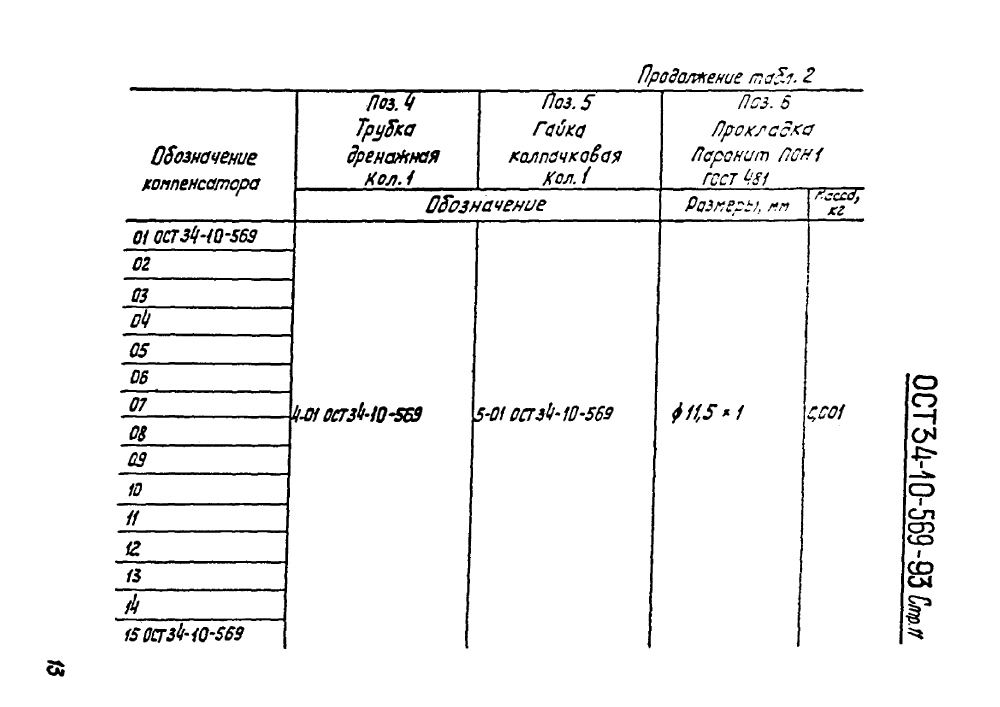 Продолжение табл. 2
Обозначение
компенсатора
Поз. 4
Трубка
дренажная
Кол. 1
Поз. 5
Гайка
колпачковая
Кол. 1
Поз. 6
Прокладка
Паронит ПОН1
ГОСТ 481
Обозначение
Размеры, мм
Масса,
кг
01 ОСТ 34-10-569
02
03
04
05
06
07
08
09
10
11
12
13
14
15 ОСТ 34-10-569
4-01 ОСТ 34-10-569
5-01 ОСТ 34-10-569
ϕ 11,5 × 1
0,001
ОСТ 34-10-569-93 Стр. 11
13